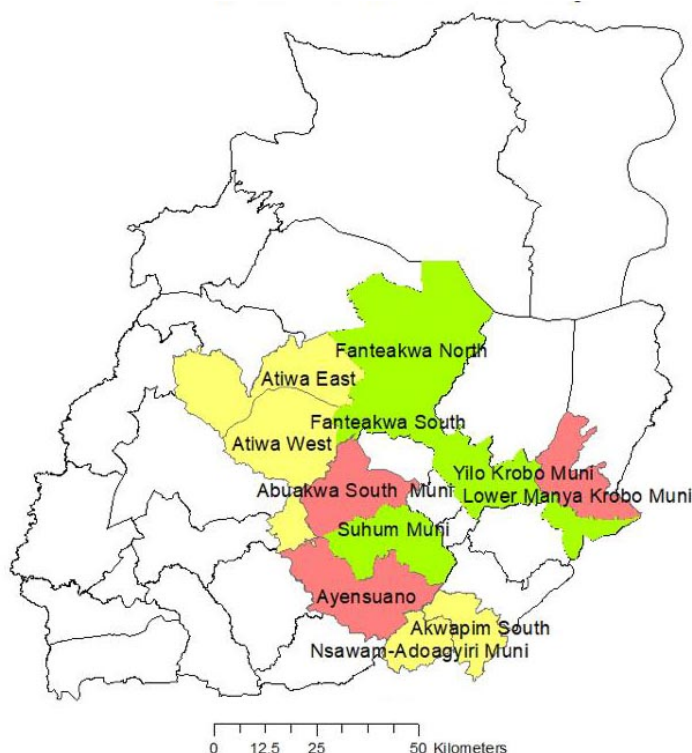 Fanteakwa North
Atiwa East
Fanteakwa South
Atiwa West
Yilo Krobo Muni
Abuakwa South Muni
Lower Manya Krobo Muni
Suhum Muni
Ayensuano
Akwapim South
Nsawam-Adoagyiri Muni
0 12.5 25 50 Kilometers